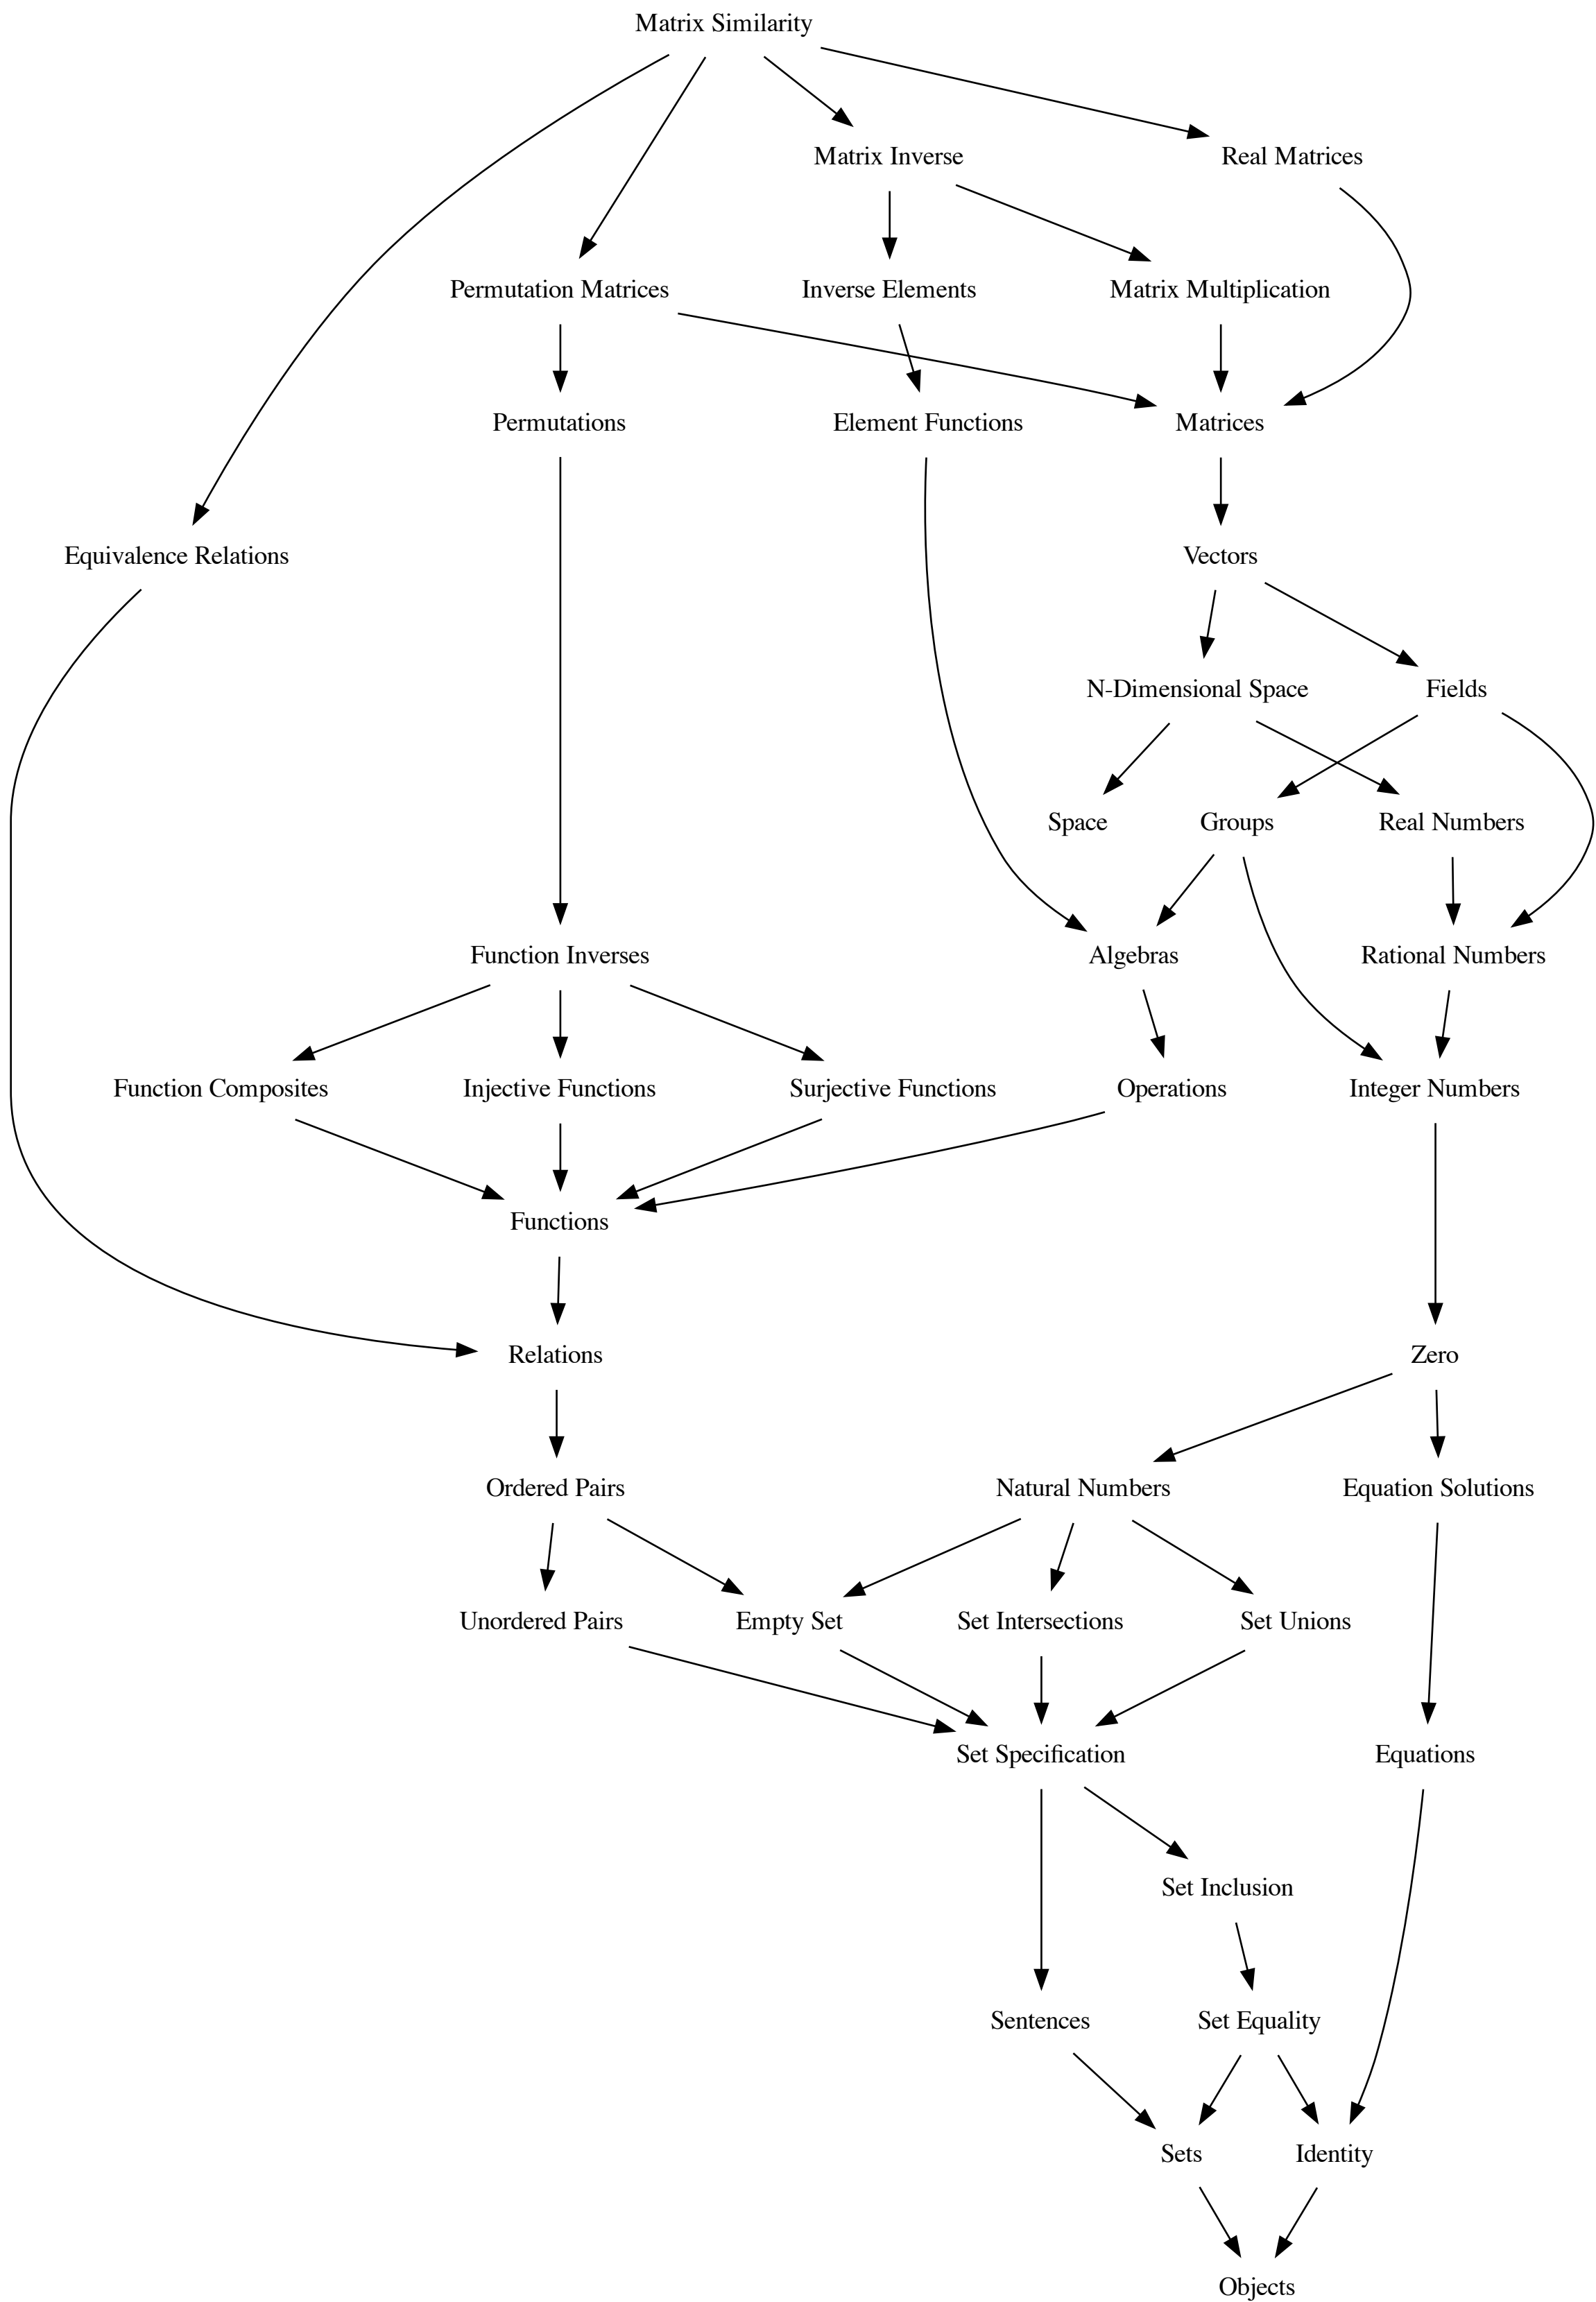 Matrix Similarity
Matrix Inverse
Real Matrices
Permutation Matrices
Inverse Elements
Matrix Multiplication
Permutations
Element Functions
Matrices
Equivalence Relations
Vectors
N-Dimensional Space
Fields
Space
Groups
Real Numbers
Function Inverses
Algebras
Rational Numbers
Function Composites
Injective Functions
Surjective Functions
Operations
Integer Numbers
Functions
Relations
Zero
Ordered Pairs
Natural Numbers
Equation Solutions
Unordered Pairs
Empty Set
Set Intersections
Set Unions
Set Specification
Equations
Set Inclusion
Sentences
Set Equality
Sets
Identity
Objects